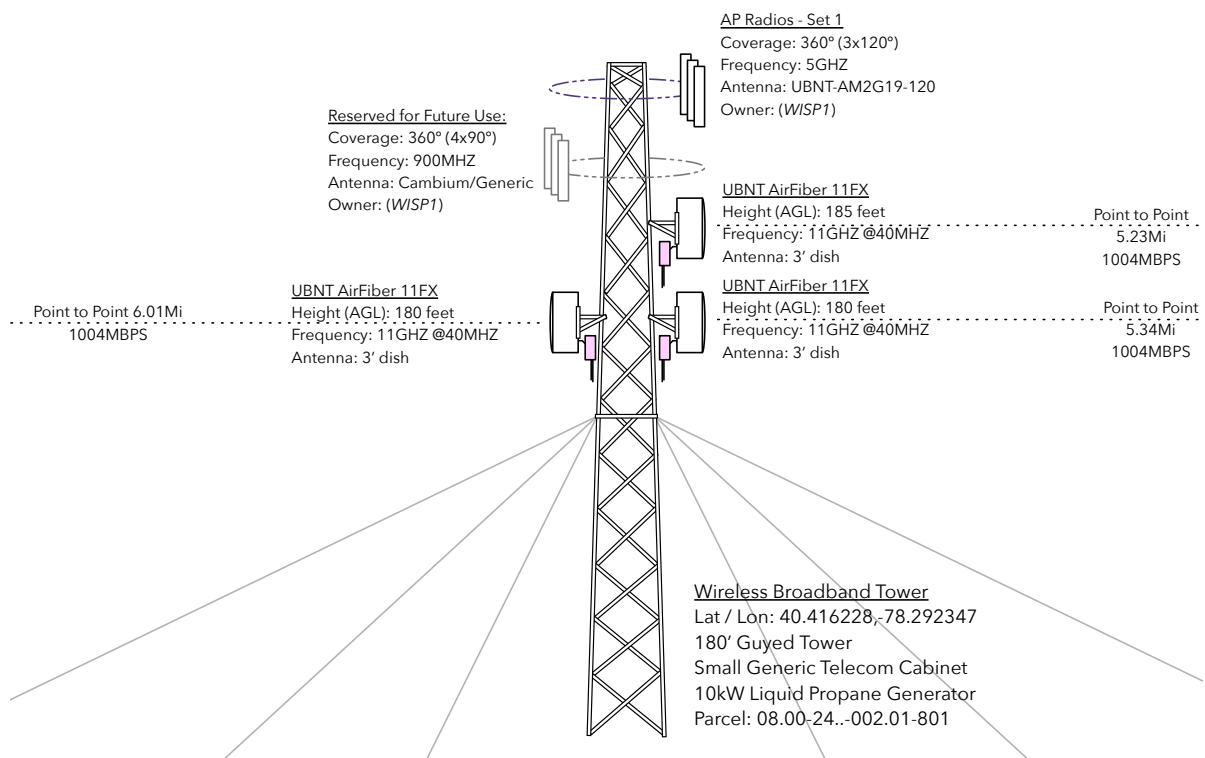 AP Radios - Set 1
Coverage: 360º (3x120º)
Frequency: 5GHZ
Antenna: UBNT-AM2G19-120
Owner: (WISP1)
Reserved for Future Use:
Coverage: 360º (4x90º)
Frequency: 900MHZ
Antenna: Cambium/Generic
Owner: (WISP1)
UBNT AirFiber 11FX
Height (AGL): 185 feet
Frequency: 11GHZ @40MHZ
Antenna: 3’ dish
Point to Point
5.23Mi
1004MBPS
UBNT AirFiber 11FX
Height (AGL): 180 feet
Frequency: 11GHZ @40MHZ
Antenna: 3’ dish
Point to Point
5.34Mi
1004MBPS
Point to Point 6.01Mi
1004MBPS
UBNT AirFiber 11FX
Height (AGL): 180 feet
Frequency: 11GHZ @40MHZ
Antenna: 3’ dish
Wireless Broadband Tower
Lat / Lon: 40.416228,-78.292347
180’ Guyed Tower
Small Generic Telecom Cabinet
10kW Liquid Propane Generator
Parcel: 08.00-24..-002.01-801